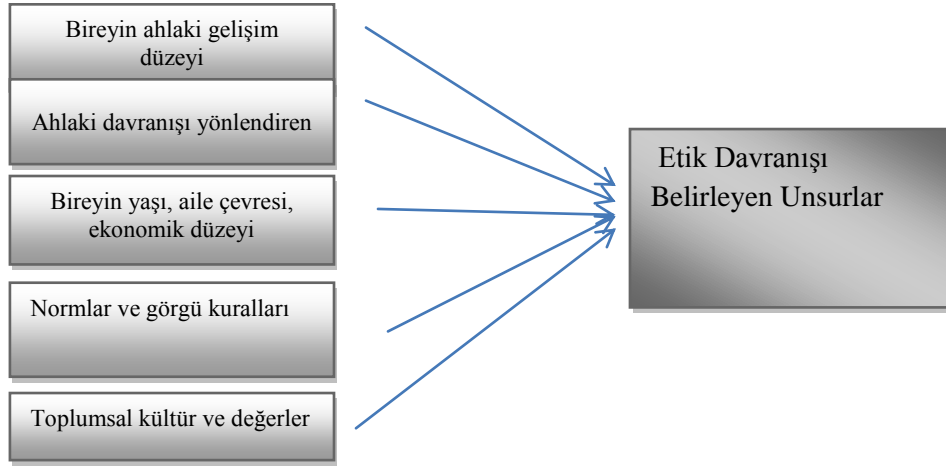 Bireyin ahlaki gelişim
düzeyi
Ahlaki davranışı yönlendiren
Bireyin yaşı, aile çevresi,
ekonomik düzeyi
Normlar ve görgü kuralları
Toplumsal kültür ve değerler
Etik Davranışı
Belirleyen Unsurlar